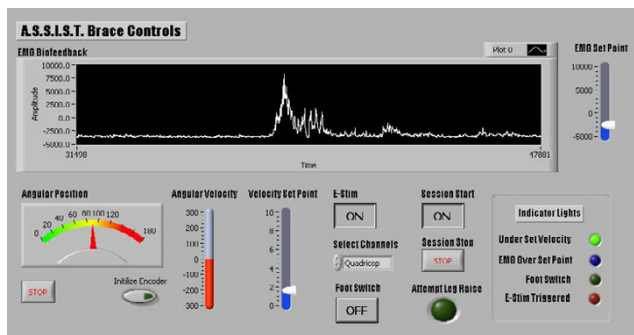 A.S.S.I.S.T. Brace Controls
EMG Biofeedback
Plot 0
EMG Set Point
Amplitude
10000.0
7500.0
5000.0
2500.0
0.0
-2500.0
-5000.0
31498
47881
Time
10000
5000
0
-5000
Angular Position
0 20 40 60 80 100 120 180
STOP
Initilize Encoder
Angular Velocity
300
200
100
0
-100
-200
-300
Velocity Set Point
10
8
6
4
2
0
E-Stim
ON
Select Channels
Quadricep
Foot Switch
OFF
Session Start
ON
Session Stop
STOP
Attempt Leg Raise
Indicator Lights
Under Set Velocity
EMG Over Set Point
Foot Switch
E-Stim Triggered